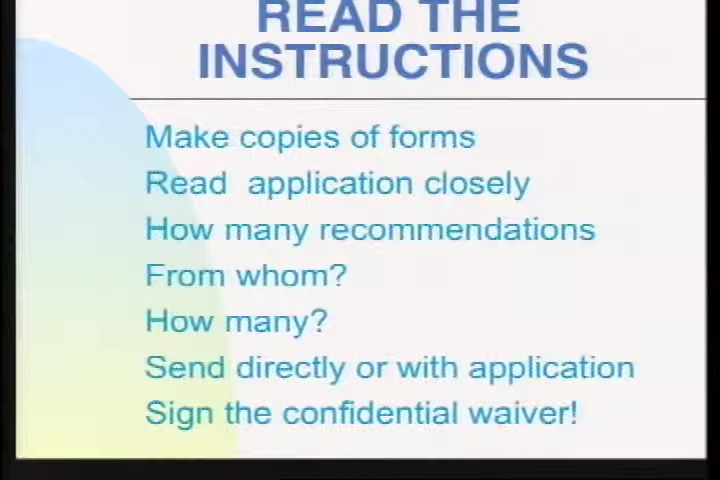 READ THE
INSTRUCTIONS
Make copies of forms
Read application closely
How many recommendations
From whom?
How many?
Send directly or with application
Sign the confidential waiver!